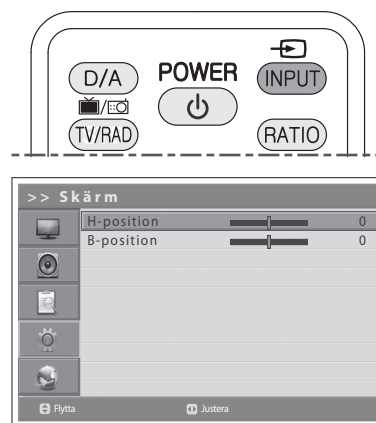 D/A POWER INPUT
TV/RAD RATIO
>> Skärm
H-position 0
B-position 0
Flytta Justera